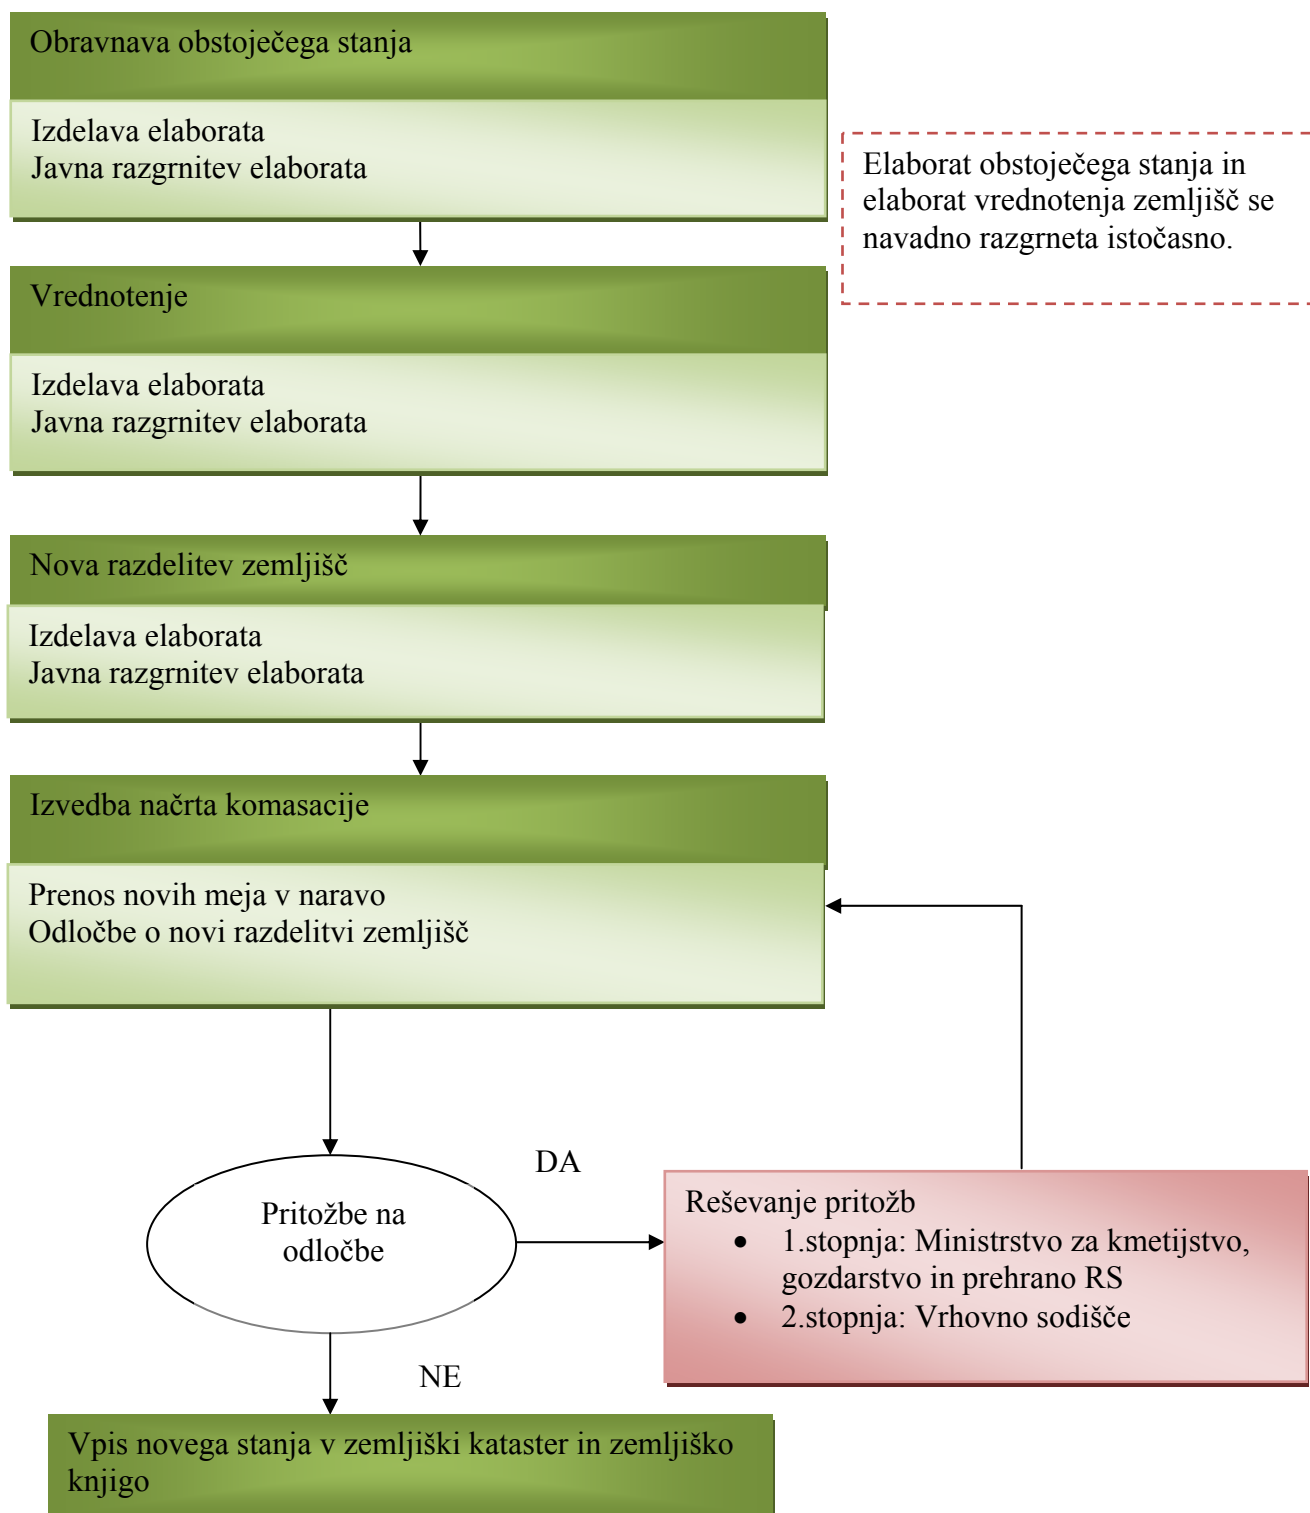 Obravnava obstoječega stanja
Izdelava elaborata
Javna razgrnitev elaborata
Elaborat obstoječega stanja in
elaborat vrednotenja zemljišč se
navadno razgrneta istočasno.
Vrednotenje
Izdelava elaborata
Javna razgrnitev elaborata
Nova razdelitev zemljišč
Izdelava elaborata
Javna razgrnitev elaborata
Izvedba načrta komasacije
Prenos novih meja v naravo
Odločbe o novi razdelitvi zemljišč
Pritožbe na
odločbe
DA
Reševanje pritožb
• 1.stopnja: Ministrstvo za kmetijstvo,
gozdarstvo in prehrano RS
• 2.stopnja: Vrhovno sodišče
NE
Vpis novega stanja v zemljiški kataster in zemljiško
knjigo